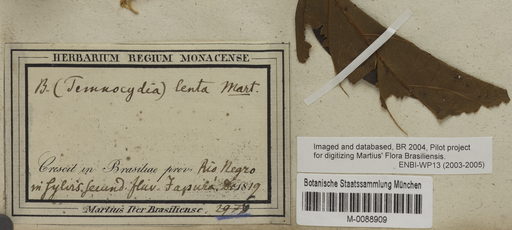 HERBARIUM REGIUM MONACENSE
B. (Temnocydia) lenta Mart.
Crescit in Brasiliae prov. Rio Negro
in sylvis secund. fluv. Japurá. 1819
Martius Iter Brasiliense.
Imaged and databased, BR 2004, Pilot project
for digitizing Martius' Flora Brasiliensis.
ENBI-WP13 (2003-2005)
Botanische Staatssammlung München
M-0088909